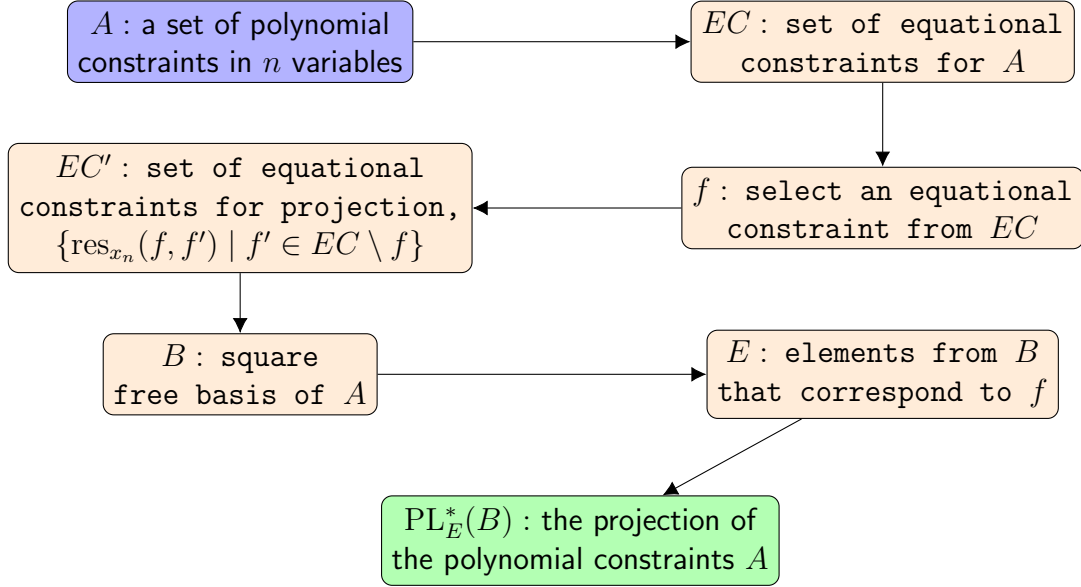 A : a set of polynomial
constraints in n variables
EC : set of equational
constraints for A
f : select an equational
constraint from EC
EC′ : set of equational
constraints for projection,
{res_{x_n}(f, f′) | f′ ∈ EC \ f}
B : square
free basis of A
E : elements from B
that correspond to f
PL*_E(B) : the projection of
the polynomial constraints A